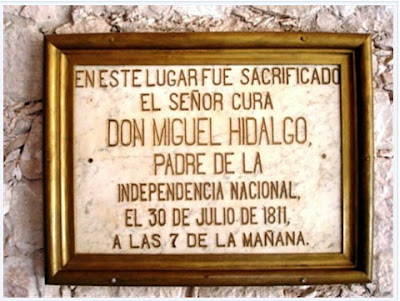 EN ESTE LUGAR FUÉ SACRIFICADO
EL SEÑOR CURA
DON MIGUEL HIDALGO,
PADRE DE LA
INDEPENDENCIA NACIONAL,
EL 30 DE JULIO DE 1811,
A LAS 7 DE LA MAÑANA.